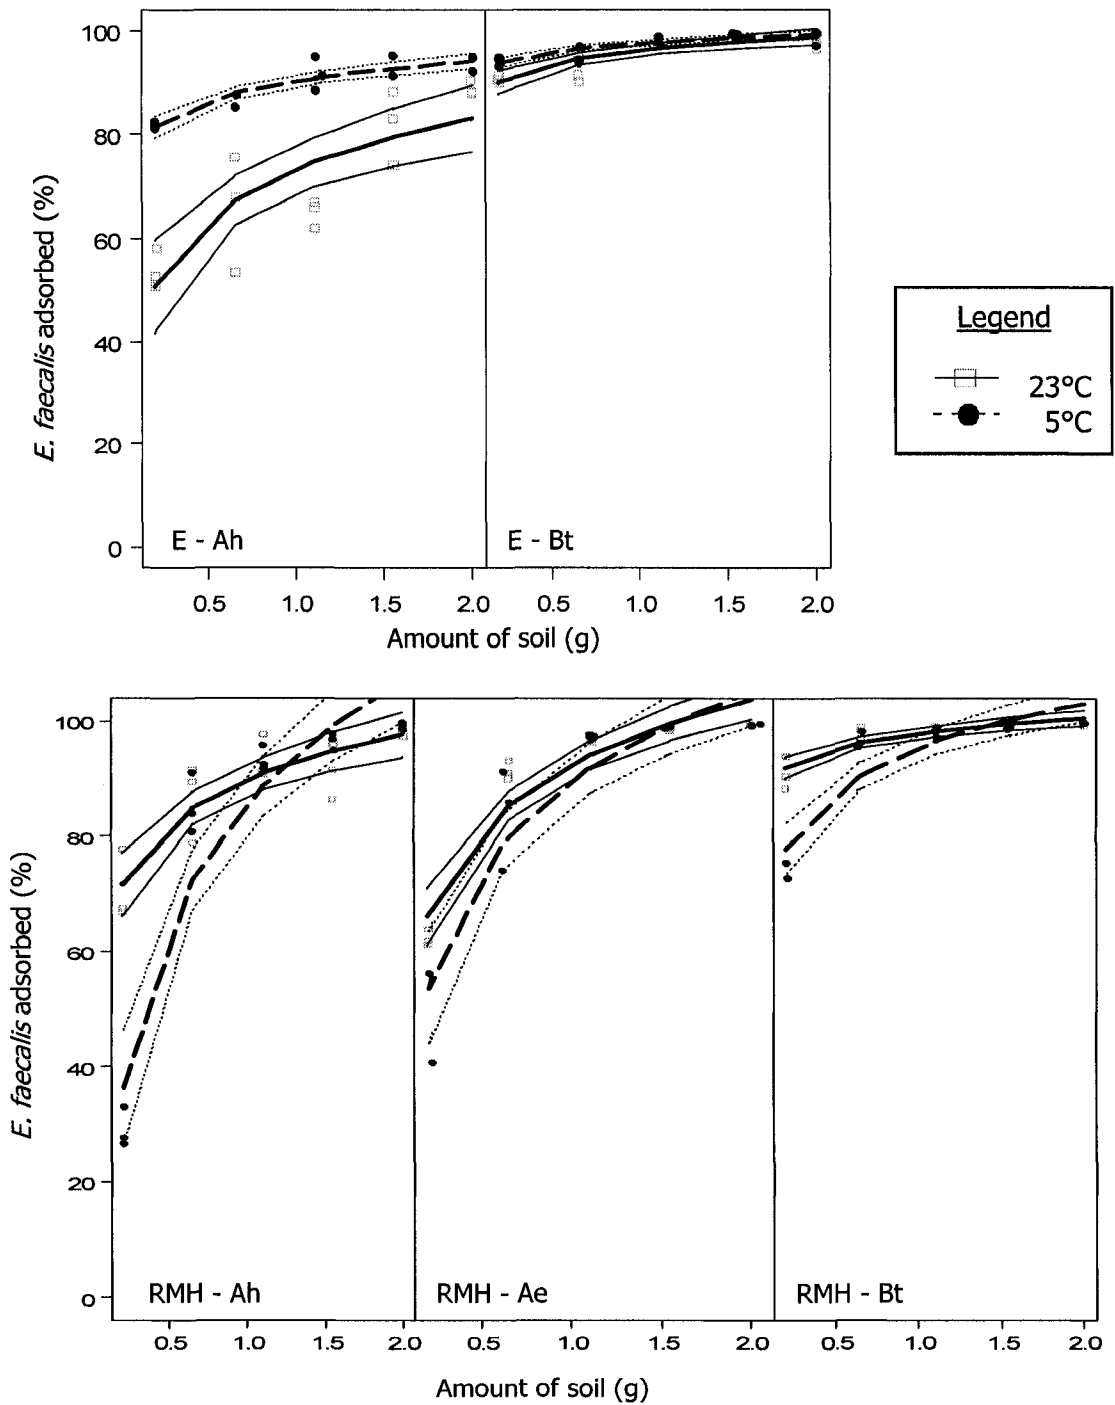 100
80
60
40
20
0
E. faecalis adsorbed (%)
E - Ah
E - Bt
0.5 1.0 1.5 2.0 0.5 1.0 1.5 2.0
Amount of soil (g)
Legend
23°C
5°C
100
80
60
40
20
0
E. faecalis adsorbed (%)
RMH - Ah
RMH - Ae
RMH - Bt
0.5 1.0 1.5 2.0 0.5 1.0 1.5 2.0 0.5 1.0 1.5 2.0
Amount of soil (g)